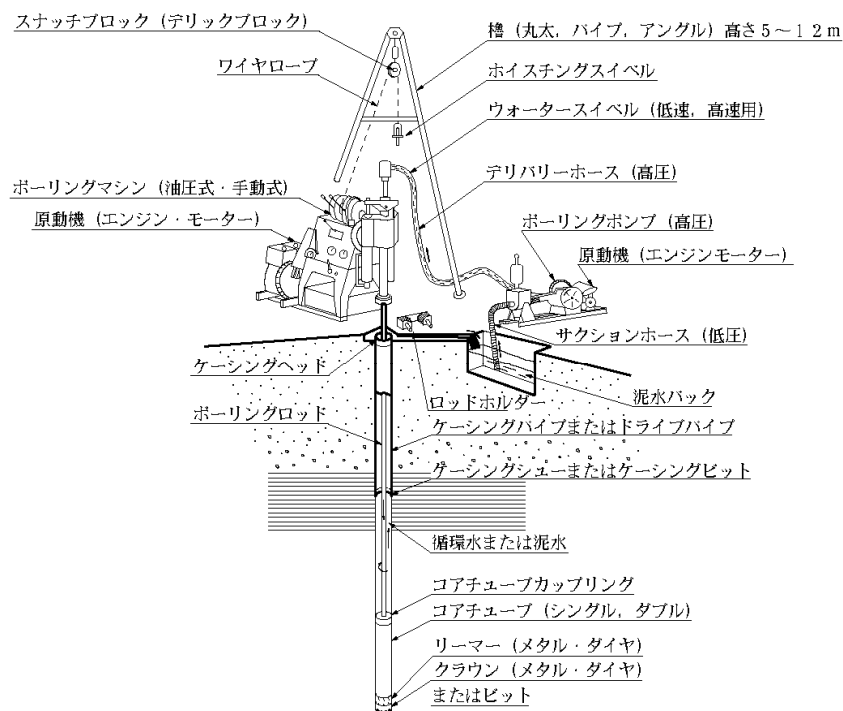 スナッチブロック (デリックブロック)
櫓 (丸太, パイプ, アングル) 高さ5〜12m
ワイヤロープ
ホイスチングスイベル
ウォータースイベル (低速, 高速用)
ボーリングマシン (油圧式・手動式)
デリバリーホース (高圧)
原動機 (エンジン・モーター)
ボーリングポンプ (高圧)
原動機 (エンジンモーター)
サクションホース (低圧)
ケーシングヘッド
ロッドホルダー
泥水バック
ボーリングロッド
ケーシングパイプまたはドライブパイプ
ケーシングシューまたはケーシングビット
循環水または泥水
コアチューブカップリング
コアチューブ (シングル, ダブル)
リーマー (メタル・ダイヤ)
クラウン (メタル・ダイヤ)
またはビット